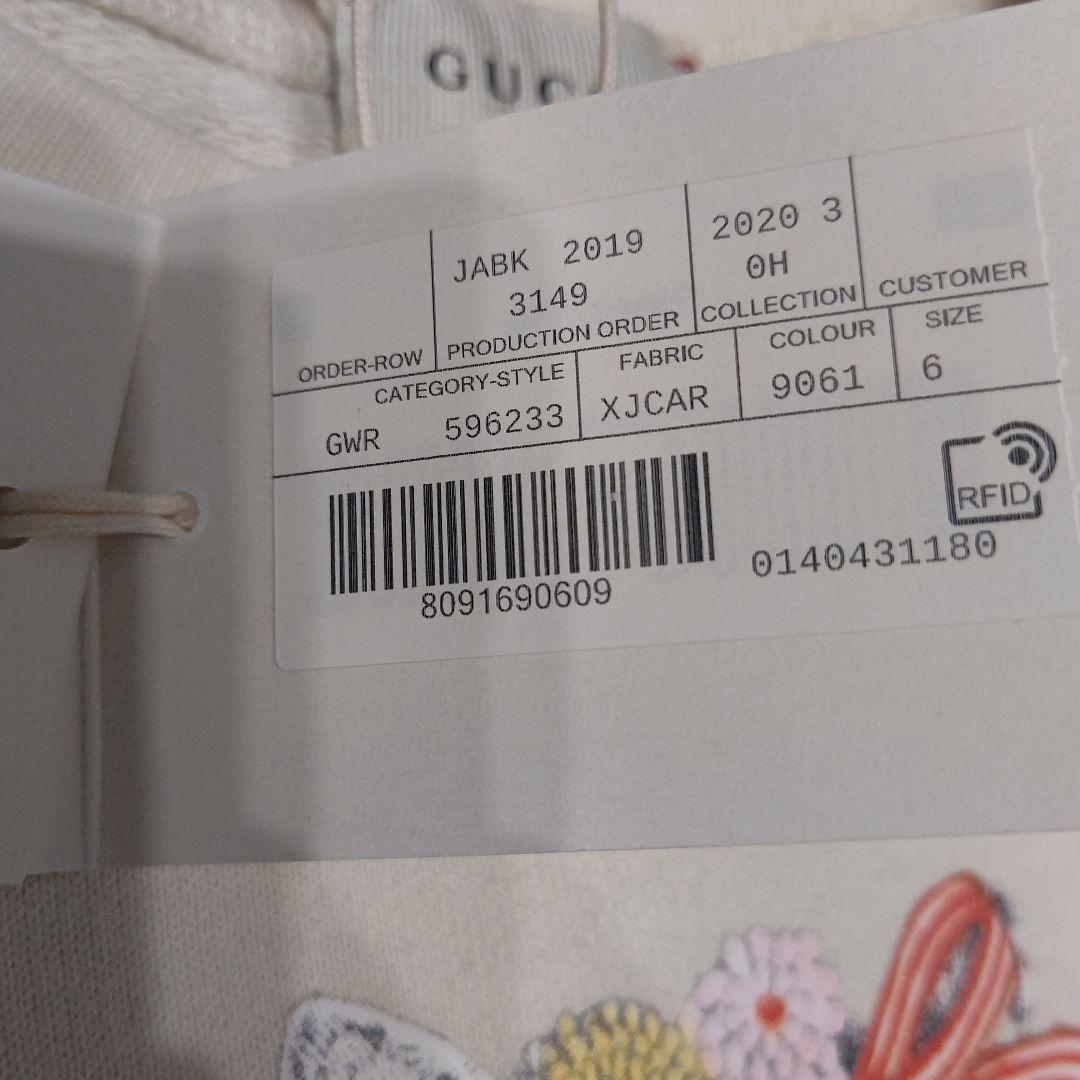 GUC
JABK 2019
3149
2020 3
0H
ORDER-ROW
PRODUCTION ORDER
COLLECTION
CUSTOMER
CATEGORY-STYLE
FABRIC
COLOUR
SIZE
GWR 596233
XJCAR
9061
6
RFID
8091690609
0140431180